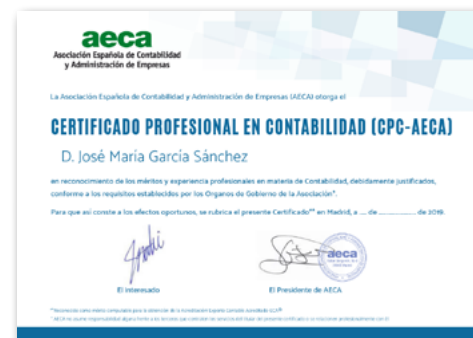 aeca
Asociación Española de Contabilidad
y Administración de Empresas
La Asociación Española de Contabilidad y Administración de Empresas (AECA) otorga el
CERTIFICADO PROFESIONAL EN CONTABILIDAD (CPC-AECA)
D. José María García Sánchez
en reconocimiento de los méritos y experiencia profesionales en materia de Contabilidad, debidamente justificados,
conforme a los requisitos establecidos por los Órganos de Gobierno de la Asociación*.
Para que así conste a los efectos oportunos, se rubrica el presente Certificado** en Madrid, a __ de ________ de 2019.
aeca
El interesado
El Presidente de AECA